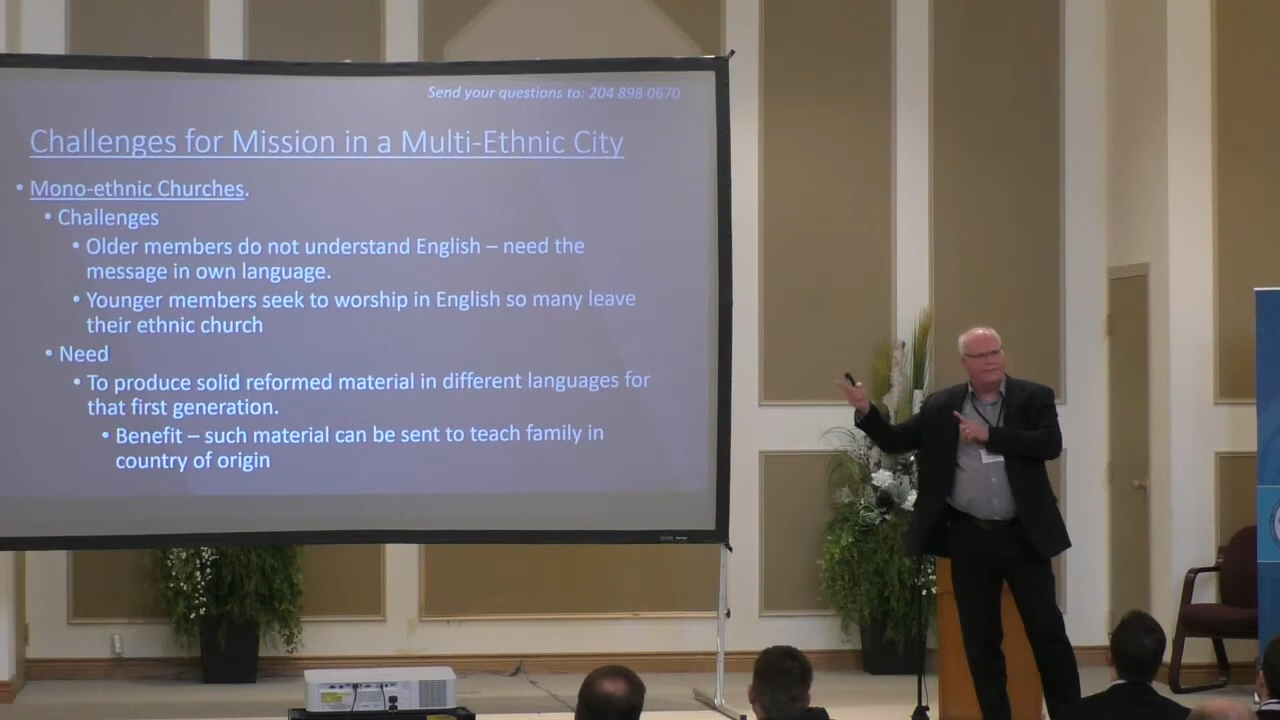 Send your questions to: 204 898 0670
Challenges for Mission in a Multi-Ethnic City
• Mono-ethnic Churches.
• Challenges
• Older members do not understand English – need the
message in own language.
• Younger members seek to worship in English so many leave
their ethnic church
• Need
• To produce solid reformed material in different languages for
that first generation.
• Benefit – such material can be sent to teach family in
country of origin